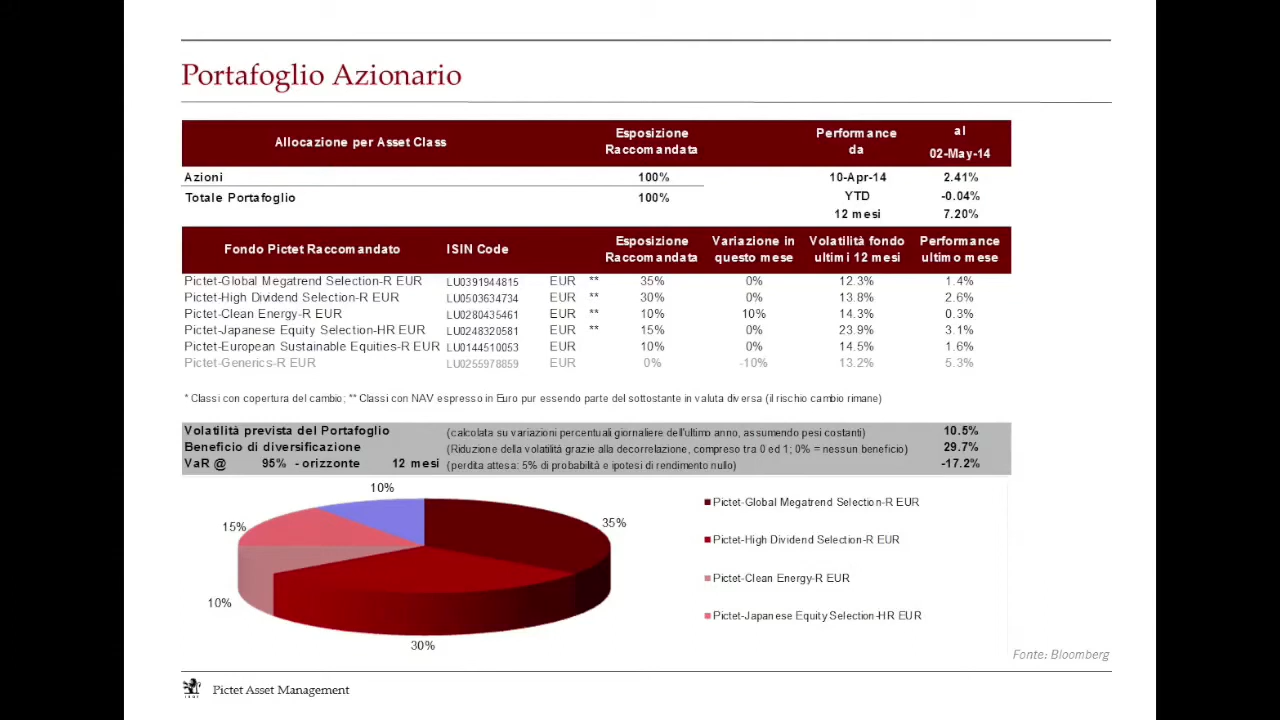 Portafoglio Azionario
Allocazione per Asset Class Esposizione Raccomandata Performance da al 02-May-14
Azioni 100% 10-Apr-14 2.41%
Totale Portafoglio 100% YTD -0.04%
12 mesi 7.20%
Fondo Pictet Raccomandato ISIN Code Esposizione Raccomandata Variazione in questo mese Volatilità fondo ultimi 12 mesi Performance ultimo mese
Pictet-Global Megatrend Selection-R EUR LU0391944815 EUR ** 35% 0% 12.3% 1.4%
Pictet-High Dividend Selection-R EUR LU0503634734 EUR ** 30% 0% 13.8% 2.6%
Pictet-Clean Energy-R EUR LU0280435461 EUR ** 10% 10% 14.3% 0.3%
Pictet-Japanese Equity Selection-HR EUR LU0248320581 EUR ** 15% 0% 23.9% 3.1%
Pictet-European Sustainable Equities-R EUR LU0144510053 EUR 10% 0% 14.5% 1.6%
Pictet-Generics-R EUR LU0255978859 EUR 0% -10% 13.2% 5.3%
* Classi con copertura del cambio; ** Classi con NAV espresso in Euro pur essendo parte del sottostante in valuta diversa (il rischio cambio rimane)
Volatilità prevista del Portafoglio (calcolata su variazioni percentuali giornaliere dell'ultimo anno, assumendo pesi costanti) 10.5%
Beneficio di diversificazione (Riduzione della volatilità grazie alla decorrelazione, compreso tra 0 ed 1; 0% = nessun beneficio) 29.7%
VaR @ 95% - orizzonte 12 mesi (perdita attesa: 5% di probabilità e ipotesi di rendimento nullo) -17.2%
10%
35%
15%
10%
30%
Pictet-Global Megatrend Selection-R EUR
Pictet-High Dividend Selection-R EUR
Pictet-Clean Energy-R EUR
Pictet-Japanese Equity Selection-HR EUR
Fonte: Bloomberg
Pictet Asset Management